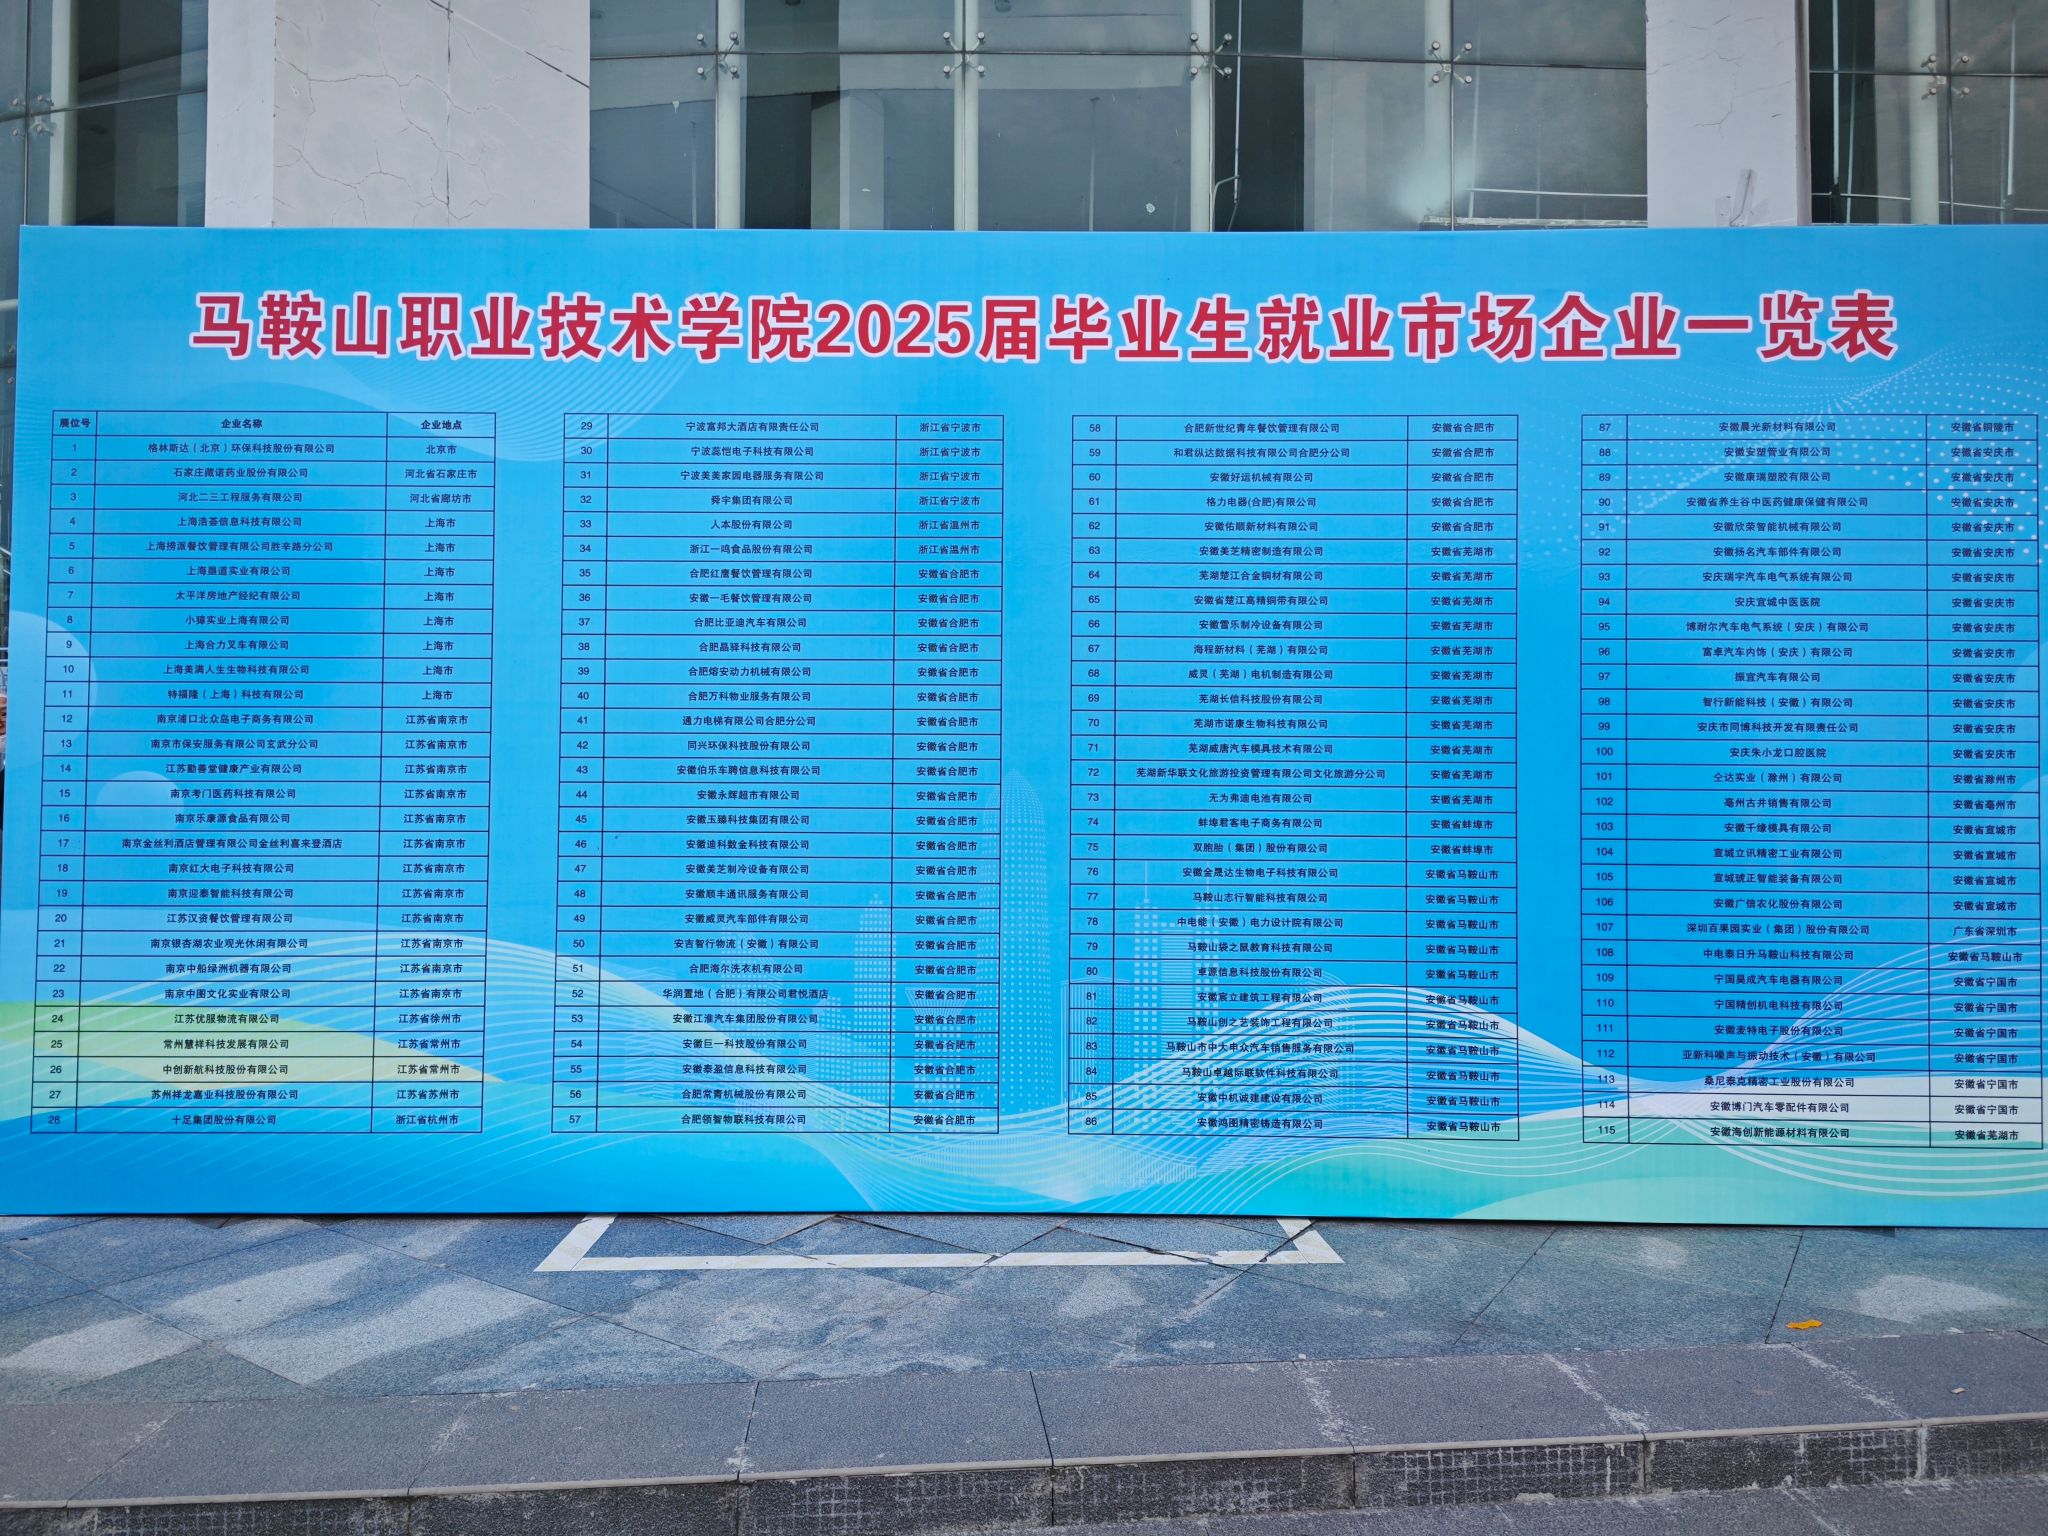 马鞍山职业技术学院2025届毕业生就业市场企业一览表
展位号 企业名称 企业地点
1 格林斯达（北京）环保科技股份有限公司 北京市
2 石家庄藏诺药业股份有限公司 河北省石家庄市
3 河北二三工程服务有限公司 河北省廊坊市
4 上海浩荟信息科技有限公司 上海市
5 上海捞派餐饮管理有限公司胜辛路分公司 上海市
6 上海垦道实业有限公司 上海市
7 太平洋房地产经纪有限公司 上海市
8 小獐实业上海有限公司 上海市
9 上海合力叉车有限公司 上海市
10 上海美满人生生物科技有限公司 上海市
11 特福隆（上海）科技有限公司 上海市
12 南京浦口北众岛电子商务有限公司 江苏省南京市
13 南京市保安服务有限公司玄武分公司 江苏省南京市
14 江苏勤善堂健康产业有限公司 江苏省南京市
15 南京考门医药科技有限公司 江苏省南京市
16 南京乐康源食品有限公司 江苏省南京市
17 南京金丝利酒店管理有限公司金丝利喜来登酒店 江苏省南京市
18 南京红大电子科技有限公司 江苏省南京市
19 南京迎泰智能科技有限公司 江苏省南京市
20 江苏汉资餐饮管理有限公司 江苏省南京市
21 南京银杏湖农业观光休闲有限公司 江苏省南京市
22 南京中船绿洲机器有限公司 江苏省南京市
23 南京中图文化实业有限公司 江苏省南京市
24 江苏优服物流有限公司 江苏省徐州市
25 常州慧祥科技发展有限公司 江苏省常州市
26 中创新航科技股份有限公司 江苏省常州市
27 苏州祥龙嘉业科技股份有限公司 江苏省苏州市
28 十足集团股份有限公司 浙江省杭州市
29 宁波富邦大酒店有限责任公司 浙江省宁波市
30 宁波蕊恺电子科技有限公司 浙江省宁波市
31 宁波美美家园电器服务有限公司 浙江省宁波市
32 舜宇集团有限公司 浙江省宁波市
33 人本股份有限公司 浙江省温州市
34 浙江一鸣食品股份有限公司 浙江省温州市
35 合肥红鹰餐饮管理有限公司 安徽省合肥市
36 安徽一毛餐饮管理有限公司 安徽省合肥市
37 合肥比亚迪汽车有限公司 安徽省合肥市
38 合肥晶驿科技有限公司 安徽省合肥市
39 合肥熔安动力机械有限公司 安徽省合肥市
40 合肥万科物业服务有限公司 安徽省合肥市
41 通力电梯有限公司合肥分公司 安徽省合肥市
42 同兴环保科技股份有限公司 安徽省合肥市
43 安徽伯乐车聘信息科技有限公司 安徽省合肥市
44 安徽永辉超市有限公司 安徽省合肥市
45 安徽玉臻科技集团有限公司 安徽省合肥市
46 安徽迪科数金科技有限公司 安徽省合肥市
47 安徽美芝制冷设备有限公司 安徽省合肥市
48 安徽顺丰通讯服务有限公司 安徽省合肥市
49 安徽威灵汽车部件有限公司 安徽省合肥市
50 安吉智行物流（安徽）有限公司 安徽省合肥市
51 合肥海尔洗衣机有限公司 安徽省合肥市
52 华润置地（合肥）有限公司君悦酒店 安徽省合肥市
53 安徽江淮汽车集团股份有限公司 安徽省合肥市
54 安徽巨一科技股份有限公司 安徽省合肥市
55 安徽泰盈信息科技有限公司 安徽省合肥市
56 合肥常青机械股份有限公司 安徽省合肥市
57 合肥领智物联科技有限公司 安徽省合肥市
58 合肥新世纪青年餐饮管理有限公司 安徽省合肥市
59 和君纵达数据科技有限公司合肥分公司 安徽省合肥市
60 安徽好运机械有限公司 安徽省合肥市
61 格力电器(合肥)有限公司 安徽省合肥市
62 安徽佑顺新材料有限公司 安徽省合肥市
63 安徽美芝精密制造有限公司 安徽省芜湖市
64 芜湖楚江合金铜材有限公司 安徽省芜湖市
65 安徽省楚江高精铜带有限公司 安徽省芜湖市
66 安徽雪乐制冷设备有限公司 安徽省芜湖市
67 海程新材料（芜湖）有限公司 安徽省芜湖市
68 威灵（芜湖）电机制造有限公司 安徽省芜湖市
69 芜湖长信科技股份有限公司 安徽省芜湖市
70 芜湖市诺康生物科技有限公司 安徽省芜湖市
71 芜湖威唐汽车模具技术有限公司 安徽省芜湖市
72 芜湖新华联文化旅游投资管理有限公司文化旅游分公司 安徽省芜湖市
73 无为弗迪电池有限公司 安徽省芜湖市
74 蚌埠君客电子商务有限公司 安徽省蚌埠市
75 双胞胎（集团）股份有限公司 安徽省蚌埠市
76 安徽金晟达生物电子科技有限公司 安徽省马鞍山市
77 马鞍山志行智能科技有限公司 安徽省马鞍山市
78 中电能（安徽）电力设计院有限公司 安徽省马鞍山市
79 马鞍山袋之鼠教育科技有限公司 安徽省马鞍山市
80 卓源信息科技股份有限公司 安徽省马鞍山市
81 安徽宸立建筑工程有限公司 安徽省马鞍山市
82 马鞍山创之艺装饰工程有限公司 安徽省马鞍山市
83 马鞍山市中大申众汽车销售服务有限公司 安徽省马鞍山市
84 马鞍山卓越际联软件科技有限公司 安徽省马鞍山市
85 安徽中机诚建建设有限公司 安徽省马鞍山市
86 安徽鸿图精密铸造有限公司 安徽省马鞍山市
87 安徽晨光新材料有限公司 安徽省铜陵市
88 安徽安塑管业有限公司 安徽省安庆市
89 安徽康瑞塑胶有限公司 安徽省安庆市
90 安徽省养生谷中医药健康保健有限公司 安徽省安庆市
91 安徽欣荣智能机械有限公司 安徽省安庆市
92 安徽扬名汽车部件有限公司 安徽省安庆市
93 安庆瑞宇汽车电气系统有限公司 安徽省安庆市
94 安庆宜城中医医院 安徽省安庆市
95 博耐尔汽车电气系统（安庆）有限公司 安徽省安庆市
96 富卓汽车内饰（安庆）有限公司 安徽省安庆市
97 振宜汽车有限公司 安徽省安庆市
98 智行新能科技（安徽）有限公司 安徽省安庆市
99 安庆市同博科技开发有限责任公司 安徽省安庆市
100 安庆朱小龙口腔医院 安徽省安庆市
101 仝达实业（滁州）有限公司 安徽省滁州市
102 亳州古井销售有限公司 安徽省亳州市
103 安徽千缘模具有限公司 安徽省宣城市
104 宣城立讯精密工业有限公司 安徽省宣城市
105 宣城琥正智能装备有限公司 安徽省宣城市
106 安徽广信农化股份有限公司 安徽省宣城市
107 深圳百果园实业（集团）股份有限公司 广东省深圳市
108 中电泰日升马鞍山科技有限公司 安徽省马鞍山市
109 宁国昊成汽车电器有限公司 安徽省宁国市
110 宁国精创机电科技有限公司 安徽省宁国市
111 安徽麦特电子股份有限公司 安徽省宁国市
112 亚新科噪声与振动技术（安徽）有限公司 安徽省宁国市
113 桑尼泰克精密工业股份有限公司 安徽省宁国市
114 安徽博门汽车零配件有限公司 安徽省宁国市
115 安徽海创新能源材料有限公司 安徽省芜湖市